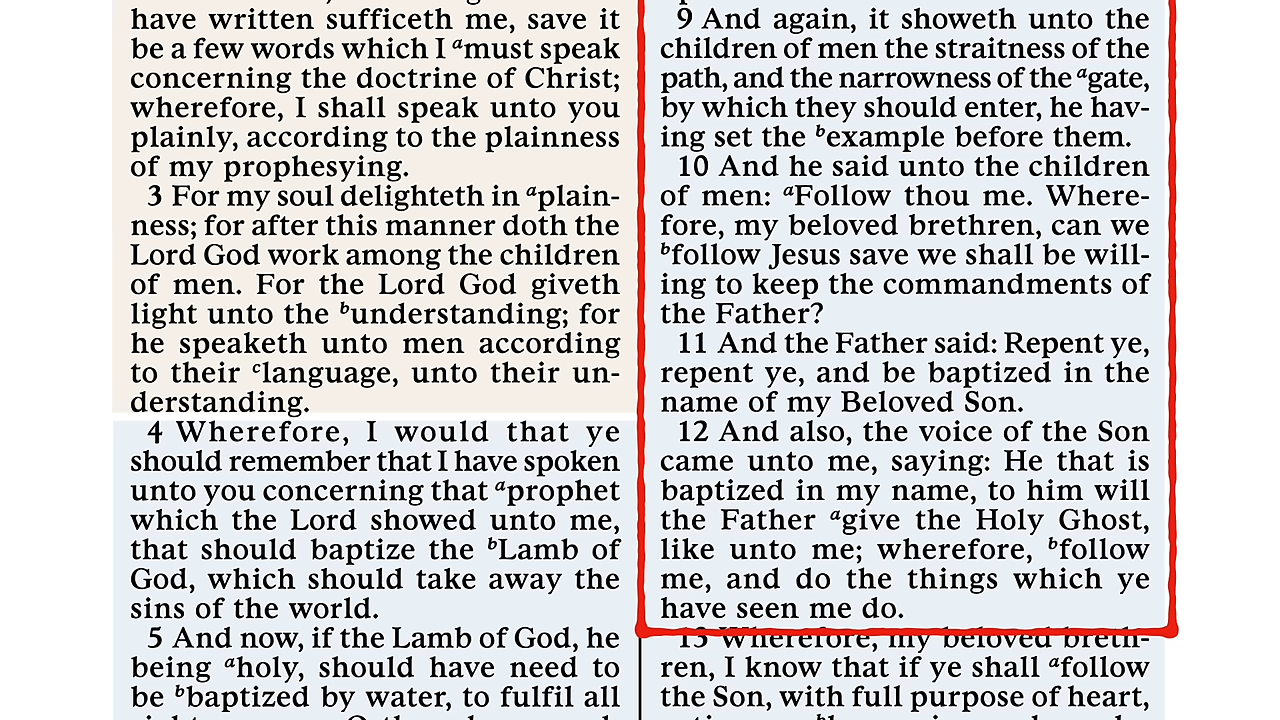 have written sufficeth me, save it
be a few words which I ᵃmust speak
concerning the doctrine of Christ;
wherefore, I shall speak unto you
plainly, according to the plainness
of my prophesying.
3 For my soul delighteth in ᵃplain-
ness; for after this manner doth the
Lord God work among the children
of men. For the Lord God giveth
light unto the ᵇunderstanding; for
he speaketh unto men according
to their ᶜlanguage, unto their un-
derstanding.
4 Wherefore, I would that ye
should remember that I have spoken
unto you concerning that ᵃprophet
which the Lord showed unto me,
that should baptize the ᵇLamb of
God, which should take away the
sins of the world.
5 And now, if the Lamb of God, he
being ᵃholy, should have need to
be ᵇbaptized by water, to fulfil all
9 And again, it showeth unto the
children of men the straitness of the
path, and the narrowness of the ᵃgate,
by which they should enter, he hav-
ing set the ᵇexample before them.
10 And he said unto the children
of men: ᵃFollow thou me. Where-
fore, my beloved brethren, can we
ᵇfollow Jesus save we shall be will-
ing to keep the commandments of
the Father?
11 And the Father said: Repent ye,
repent ye, and be baptized in the
name of my Beloved Son.
12 And also, the voice of the Son
came unto me, saying: He that is
baptized in my name, to him will
the Father ᵃgive the Holy Ghost,
like unto me; wherefore, ᵇfollow
me, and do the things which ye
have seen me do.
13 Wherefore, my beloved breth-
ren, I know that if ye shall ᵃfollow
the Son, with full purpose of heart,